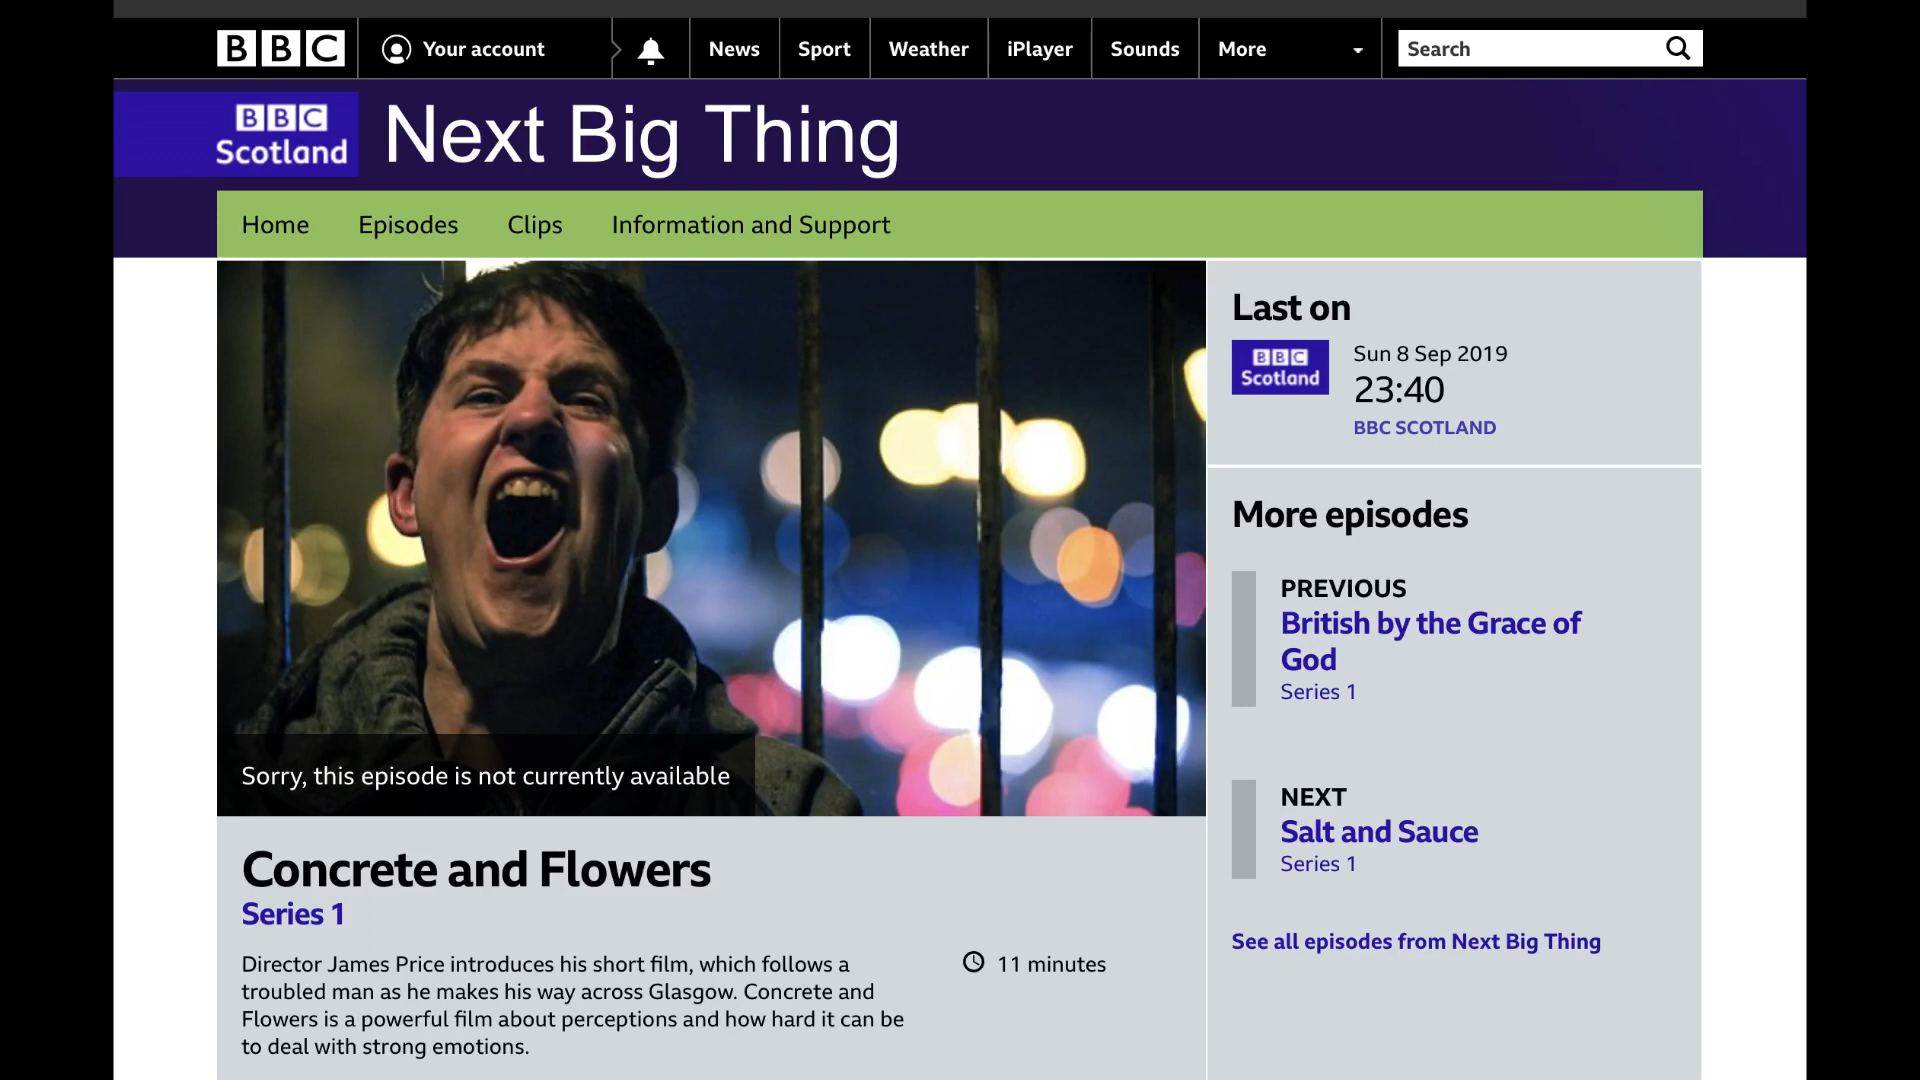 BBC
Your account
News
Sport
Weather
iPlayer
Sounds
More
Search
BBC
Scotland
Next Big Thing
Home
Episodes
Clips
Information and Support
Sorry, this episode is not currently available
Concrete and Flowers
Series 1
Director James Price introduces his short film, which follows a
troubled man as he makes his way across Glasgow. Concrete and
Flowers is a powerful film about perceptions and how hard it can be
to deal with strong emotions.
11 minutes
Last on
BBC
Scotland
Sun 8 Sep 2019
23:40
BBC SCOTLAND
More episodes
PREVIOUS
British by the Grace of
God
Series 1
NEXT
Salt and Sauce
Series 1
See all episodes from Next Big Thing